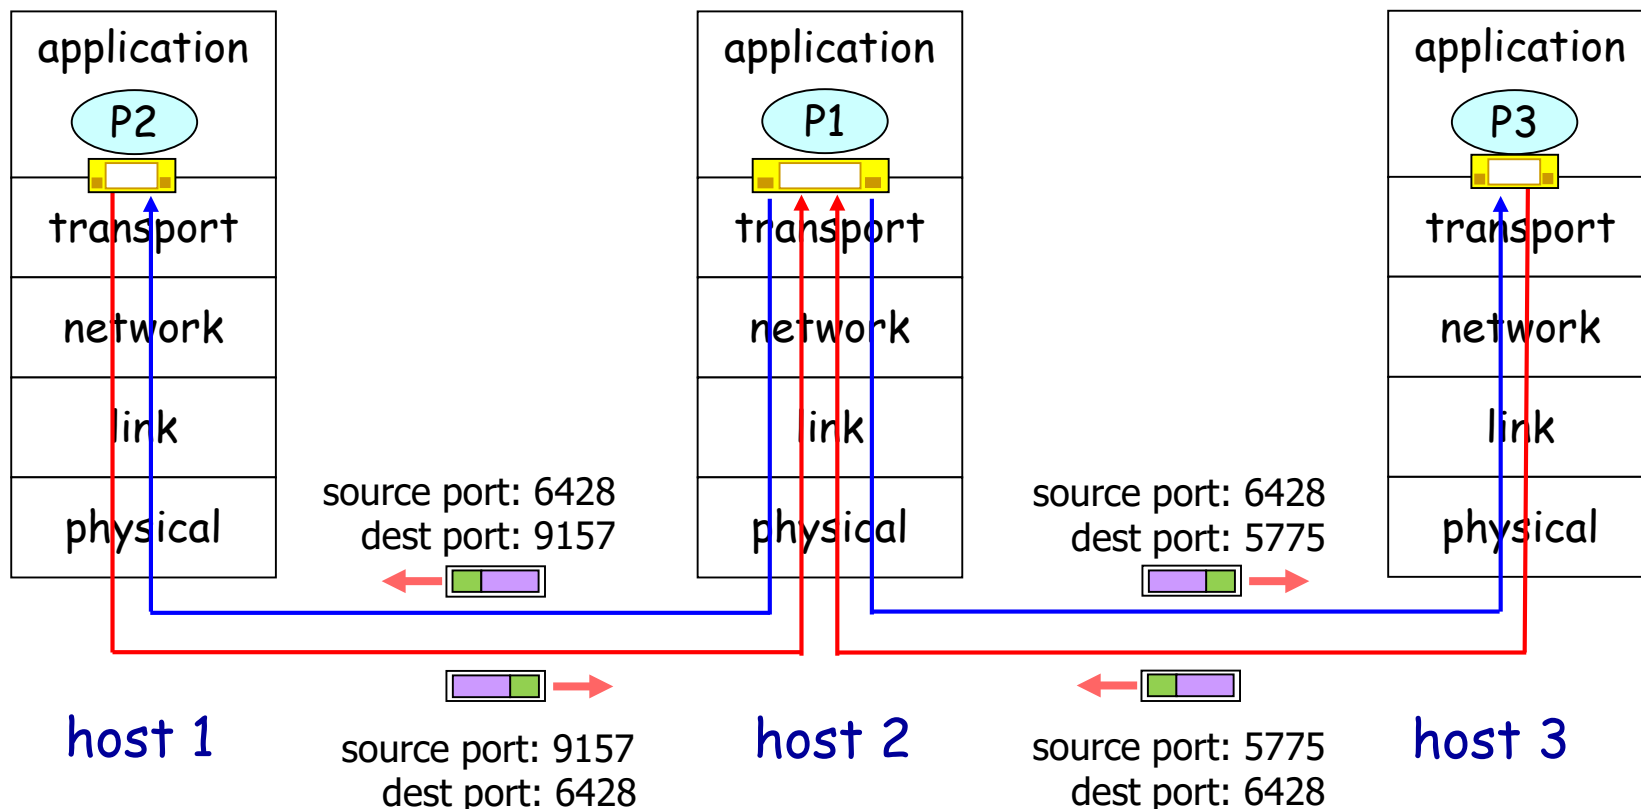 application
P2
transport
network
link
physical
host 1
source port: 6428
dest port: 9157
source port: 9157
dest port: 6428
application
P1
transport
network
link
physical
host 2
source port: 6428
dest port: 5775
source port: 5775
dest port: 6428
application
P3
transport
network
link
physical
host 3